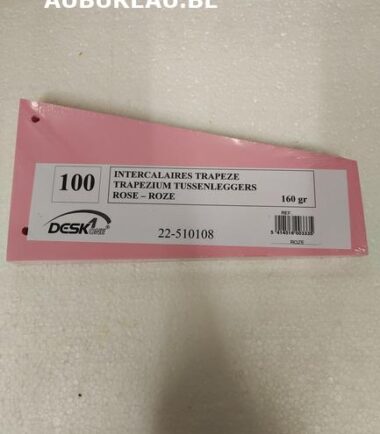 AUBUREAU.BE
100
INTERCALAIRES TRAPEZE
TRAPEZIUM TUSSENLEGGERS
ROSE – ROZE
160 gr
REF.
DESK
22-510108
ROZE